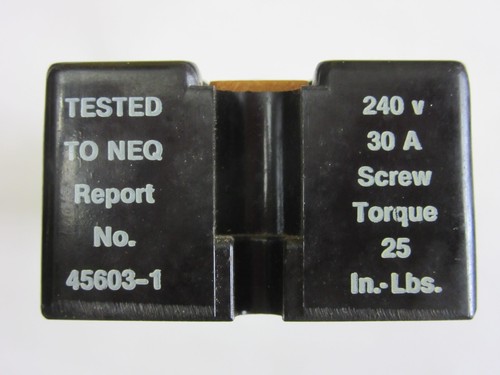 TESTED
TO NEQ
Report
No.
45603-1
240 v
30 A
Screw
Torque
25
In.-Lbs.